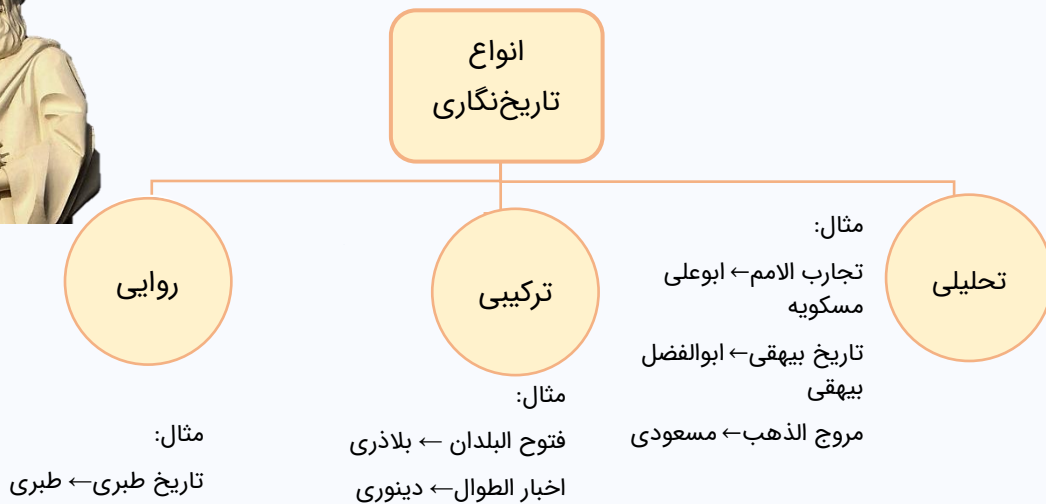 انواع
تاریخ‌نگاری
تحلیلی
مثال:
تجارب الامم← ابوعلی
مسکویه
تاریخ بیهقی← ابوالفضل
بیهقی
مروج الذهب← مسعودی
ترکیبی
مثال:
فتوح البلدان ← بلاذری
اخبار الطوال← دینوری
روایی
مثال:
تاریخ طبری← طبری